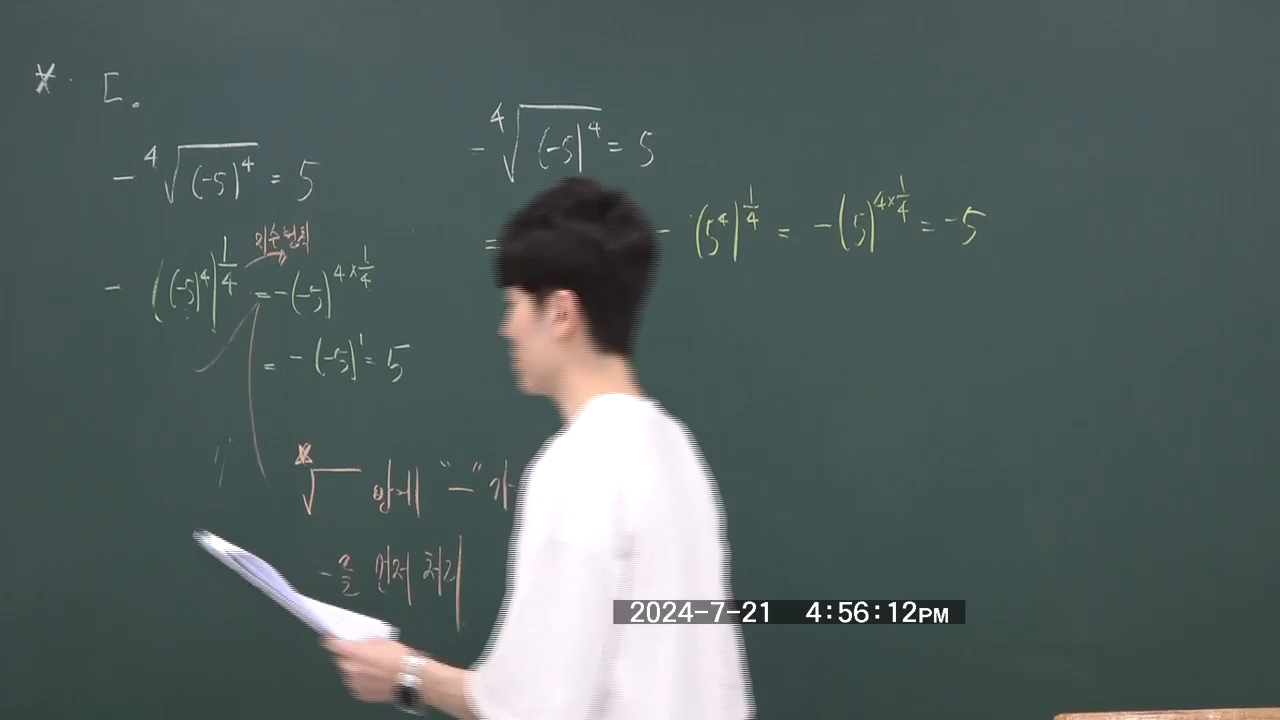 * ㄷ.
- ⁴√(-5)⁴ = 5
- ((-5)⁴)^(1/4) = -(-5)^(4×1/4)
지수법칙
= -(-5)¹ = 5
√ 안에 "-" 가
-를 먼저 처리
- ⁴√(-5)⁴ = 5
=
- (5⁴)^(1/4) = -(5)^(4×1/4) = -5
2024-7-21 4:56:12PM